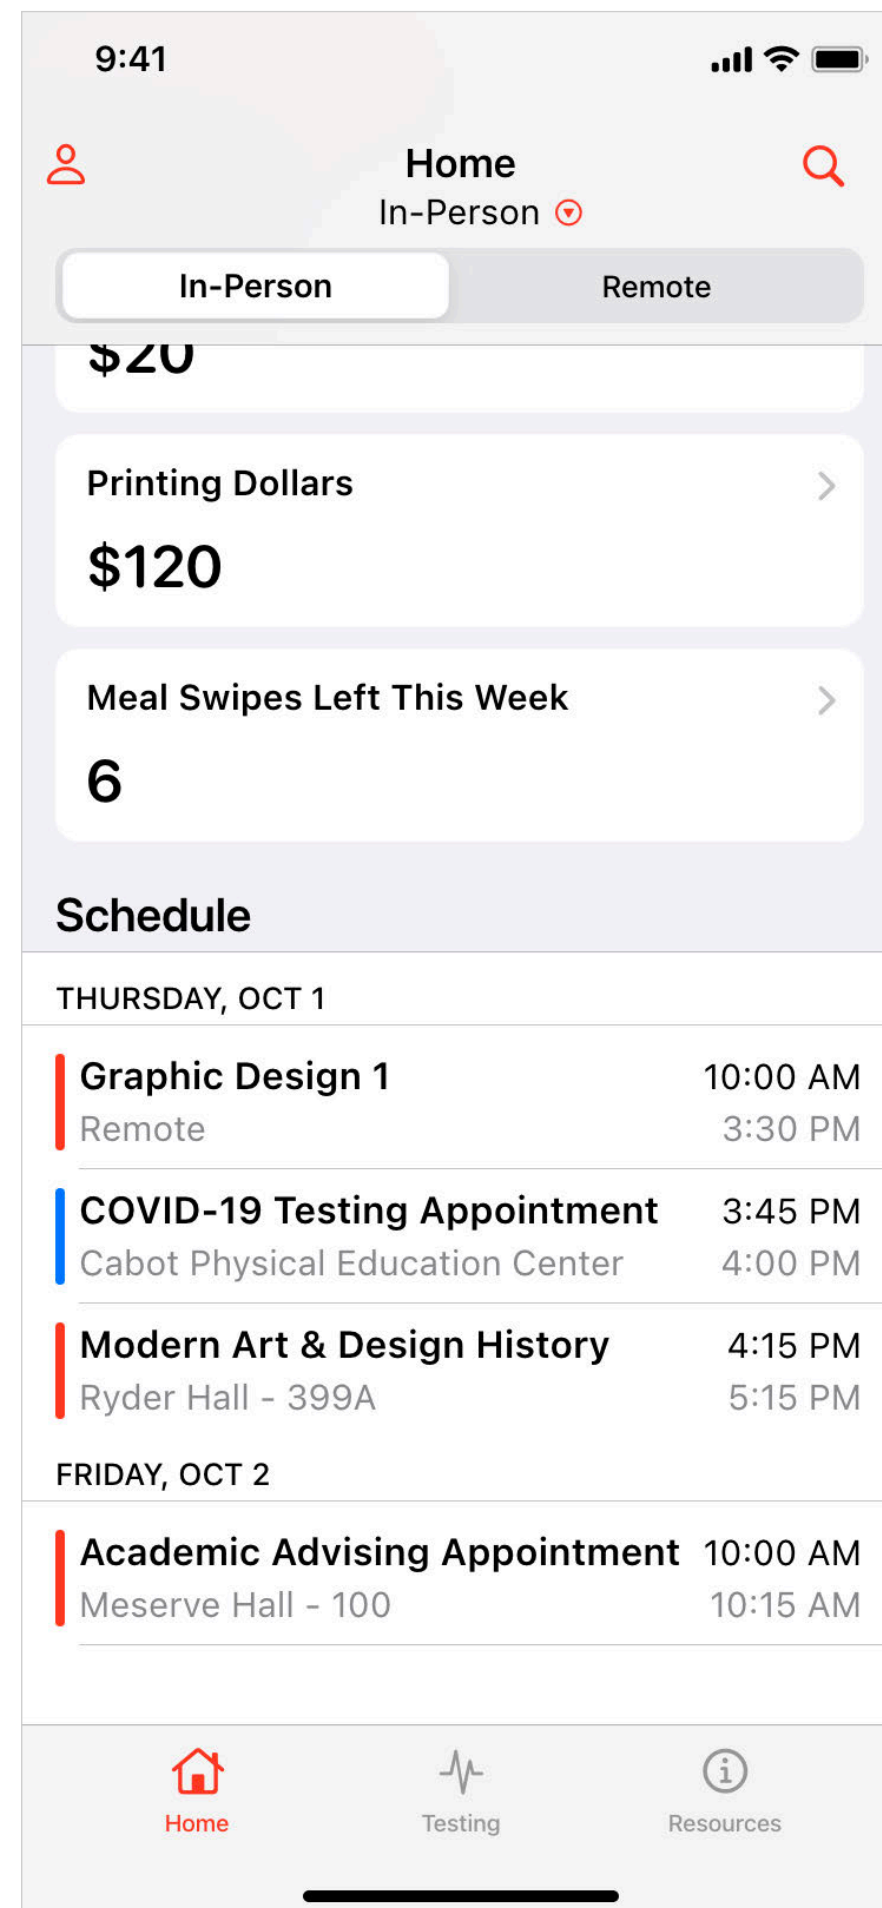 9:41
Home
In-Person
In-Person Remote
$20
Printing Dollars
$120
Meal Swipes Left This Week
6
Schedule
THURSDAY, OCT 1
Graphic Design 1 10:00 AM
Remote 3:30 PM
COVID-19 Testing Appointment 3:45 PM
Cabot Physical Education Center 4:00 PM
Modern Art & Design History 4:15 PM
Ryder Hall - 399A 5:15 PM
FRIDAY, OCT 2
Academic Advising Appointment 10:00 AM
Meserve Hall - 100 10:15 AM
Home Testing Resources